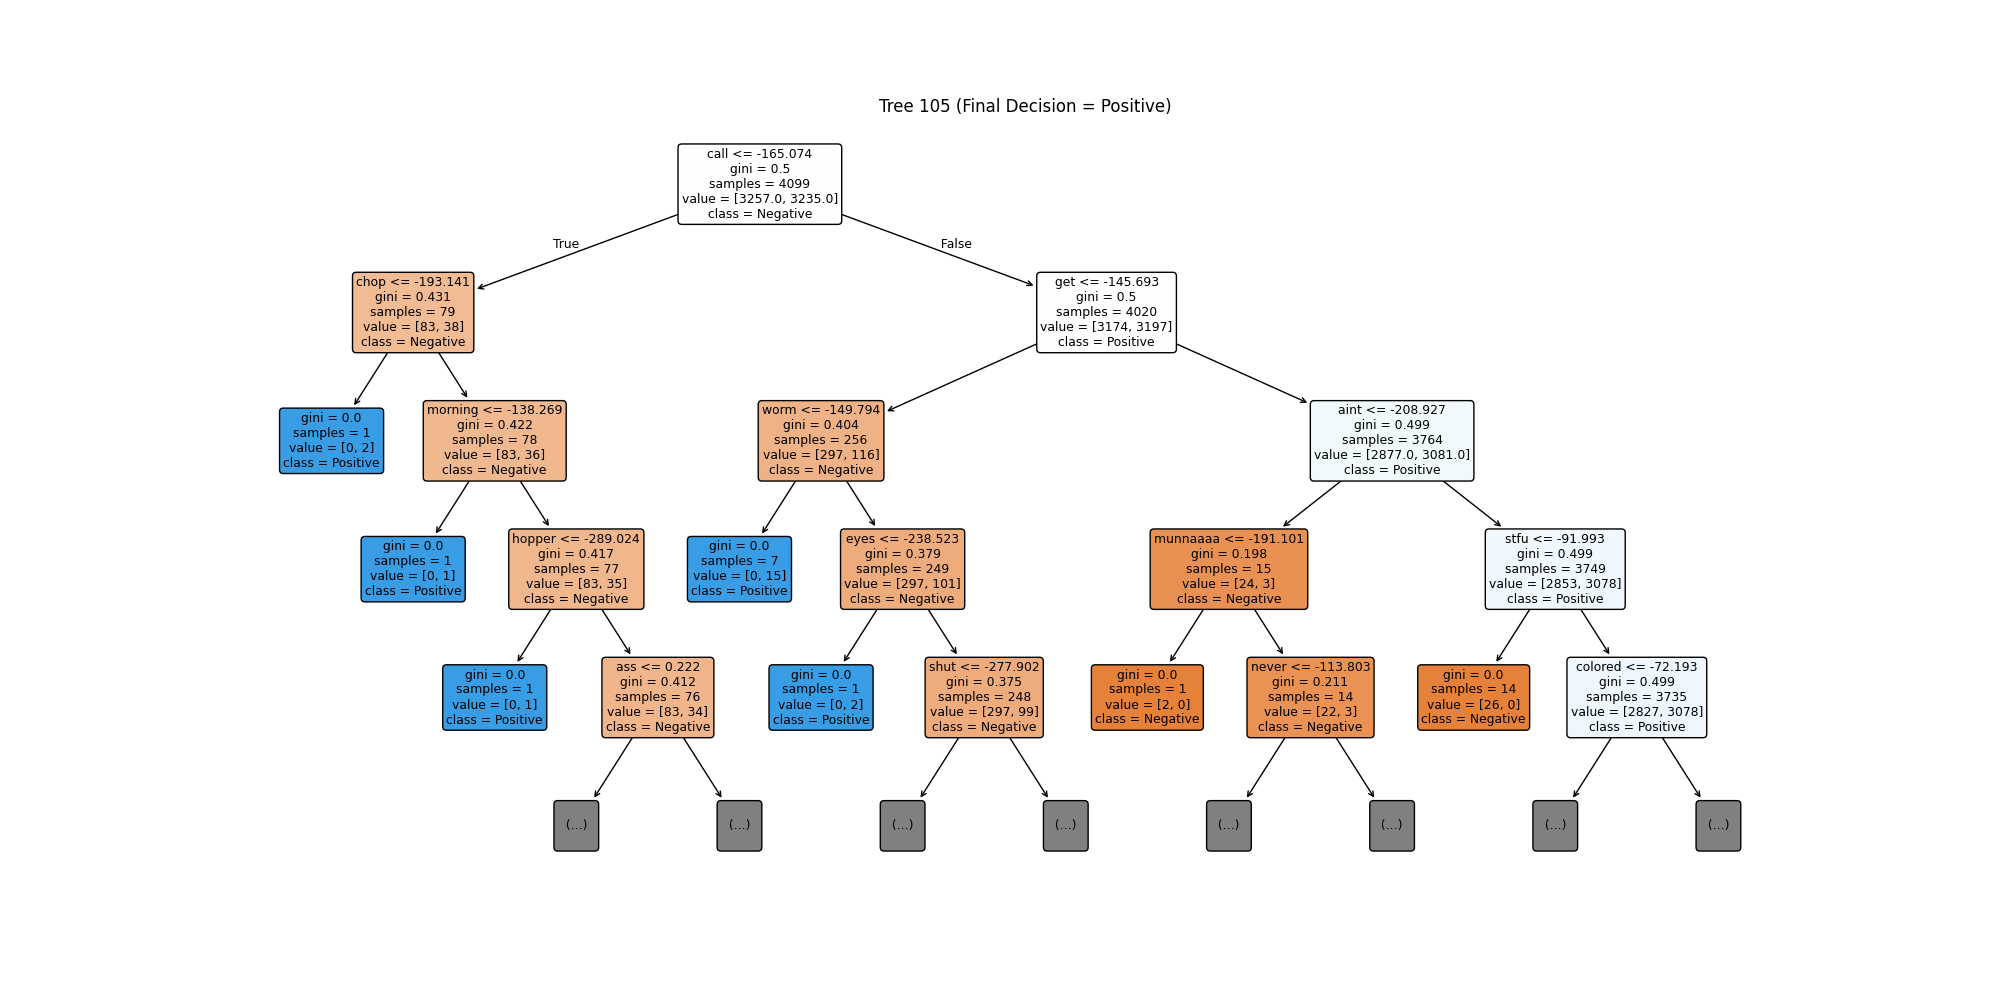 Tree 105 (Final Decision = Positive)
call <= -165.074
gini = 0.5
samples = 4099
value = [3257.0, 3235.0]
class = Negative
True
False
chop <= -193.141
gini = 0.431
samples = 79
value = [83, 38]
class = Negative
get <= -145.693
gini = 0.5
samples = 4020
value = [3174, 3197]
class = Positive
gini = 0.0
samples = 1
value = [0, 2]
class = Positive
morning <= -138.269
gini = 0.422
samples = 78
value = [83, 36]
class = Negative
worm <= -149.794
gini = 0.404
samples = 256
value = [297, 116]
class = Negative
aint <= -208.927
gini = 0.499
samples = 3764
value = [2877.0, 3081.0]
class = Positive
gini = 0.0
samples = 1
value = [0, 1]
class = Positive
hopper <= -289.024
gini = 0.417
samples = 77
value = [83, 35]
class = Negative
gini = 0.0
samples = 7
value = [0, 15]
class = Positive
eyes <= -238.523
gini = 0.379
samples = 249
value = [297, 101]
class = Negative
munnaaaa <= -191.101
gini = 0.198
samples = 15
value = [24, 3]
class = Negative
stfu <= -91.993
gini = 0.499
samples = 3749
value = [2853, 3078]
class = Positive
gini = 0.0
samples = 1
value = [0, 1]
class = Positive
ass <= 0.222
gini = 0.412
samples = 76
value = [83, 34]
class = Negative
gini = 0.0
samples = 1
value = [0, 2]
class = Positive
shut <= -277.902
gini = 0.375
samples = 248
value = [297, 99]
class = Negative
gini = 0.0
samples = 1
value = [2, 0]
class = Negative
never <= -113.803
gini = 0.211
samples = 14
value = [22, 3]
class = Negative
gini = 0.0
samples = 14
value = [26, 0]
class = Negative
colored <= -72.193
gini = 0.499
samples = 3735
value = [2827, 3078]
class = Positive
(...)
(...)
(...)
(...)
(...)
(...)
(...)
(...)